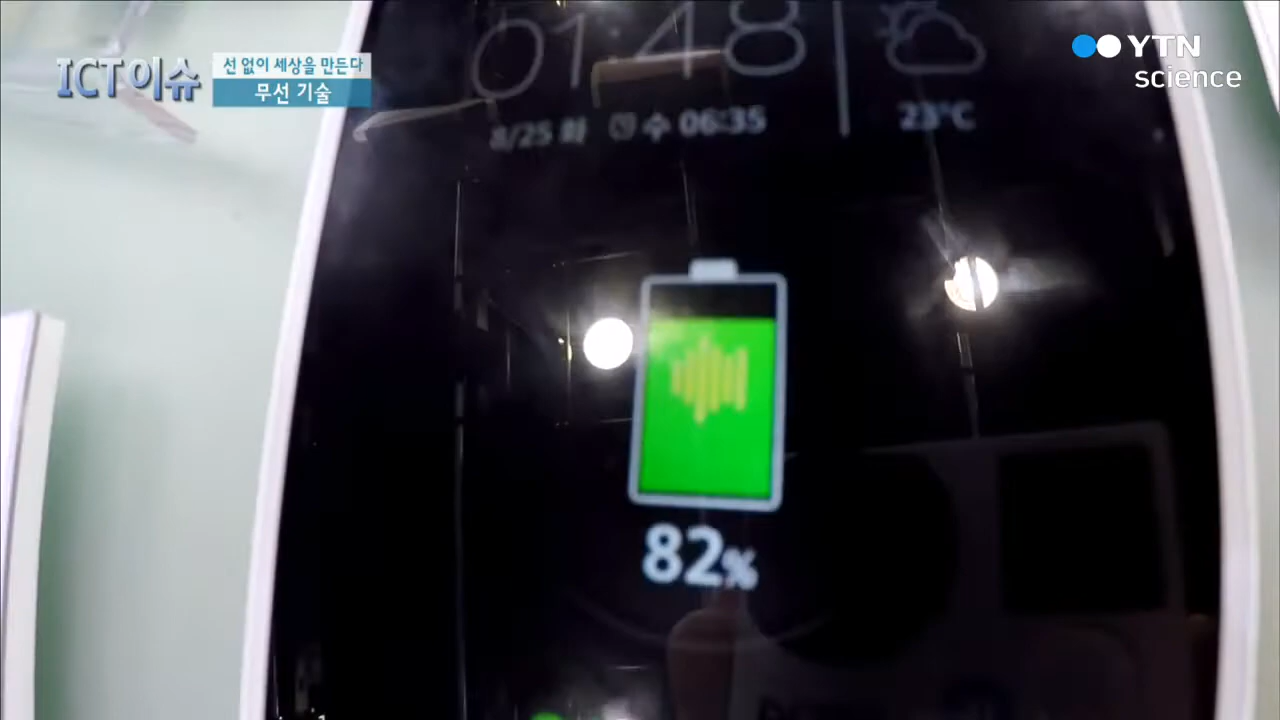 ICT이슈
선 없이 세상을 만든다
무선 기술
YTN
science
01:48
8/25 화 수 06:35
23°C
82%